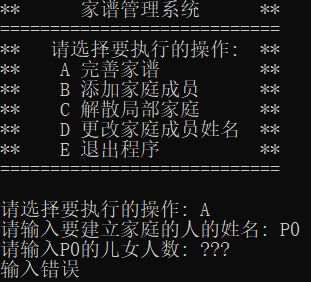 ** 家谱管理系统 **
============================
** 请选择要执行的操作: **
** A 完善家谱 **
** B 添加家庭成员 **
** C 解散局部家庭 **
** D 更改家庭成员姓名 **
** E 退出程序 **
============================
请选择要执行的操作: A
请输入要建立家庭的人的姓名: P0
请输入P0的儿女人数: ???
输入错误